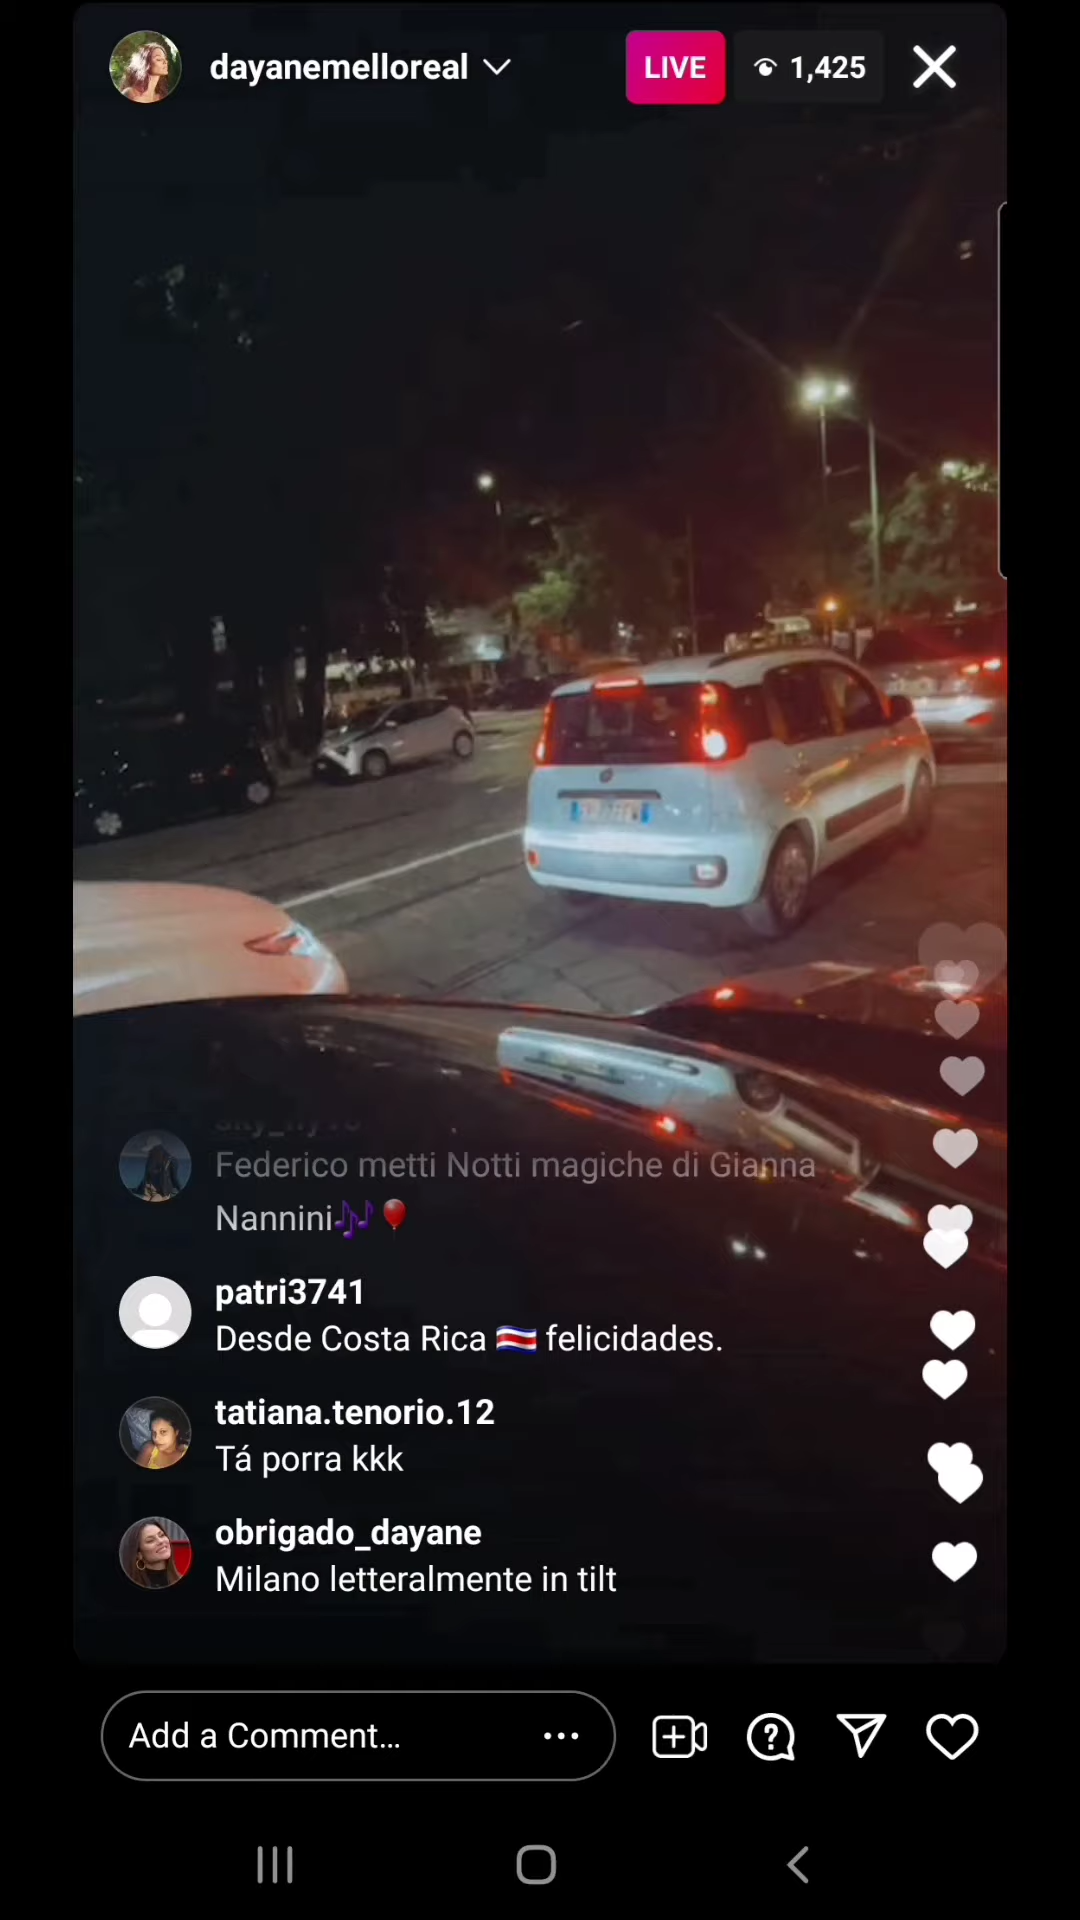 dayanemelloreal
LIVE
1,425
Federico metti Notti magiche di Gianna
Nannini🎶🎈
patri3741
Desde Costa Rica 🇨🇷 felicidades.
tatiana.tenorio.12
Tá porra kkk
obrigado_dayane
Milano letteralmente in tilt
Add a Comment...